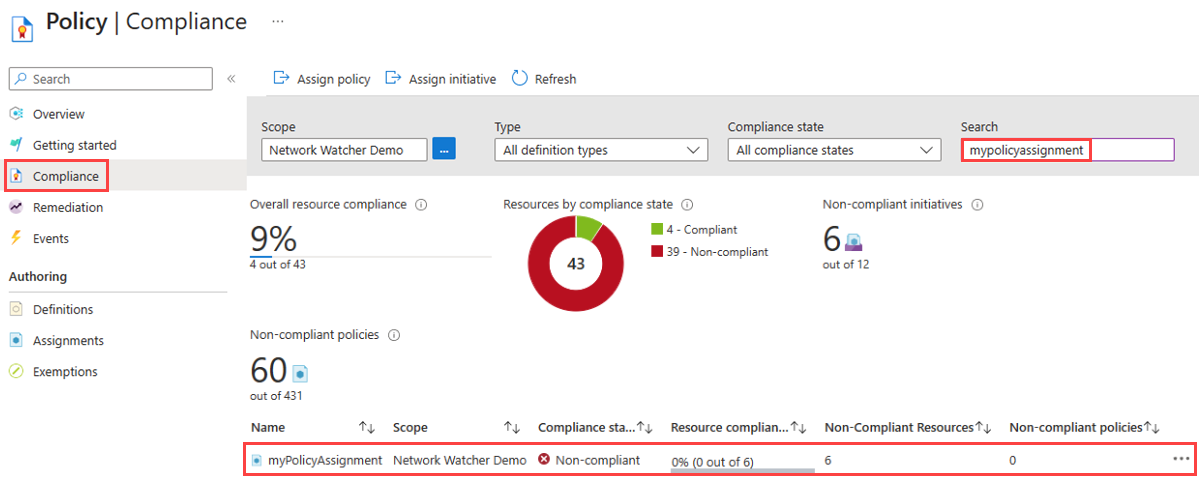 Policy | Compliance ...
Search «
Overview
Getting started
Compliance
Remediation
Events
Authoring
Definitions
Assignments
Exemptions
Assign policy Assign initiative Refresh
Scope Type Compliance state Search
Network Watcher Demo ... All definition types All compliance states mypolicyassignment
Overall resource compliance
9%
4 out of 43
Resources by compliance state
43
4 - Compliant
39 - Non-compliant
Non-compliant initiatives
6
out of 12
Non-compliant policies
60
out of 431
Name Scope Compliance sta... Resource complian... Non-Compliant Resources Non-compliant policies
myPolicyAssignment Network Watcher Demo Non-compliant 0% (0 out of 6) 6 0 ...